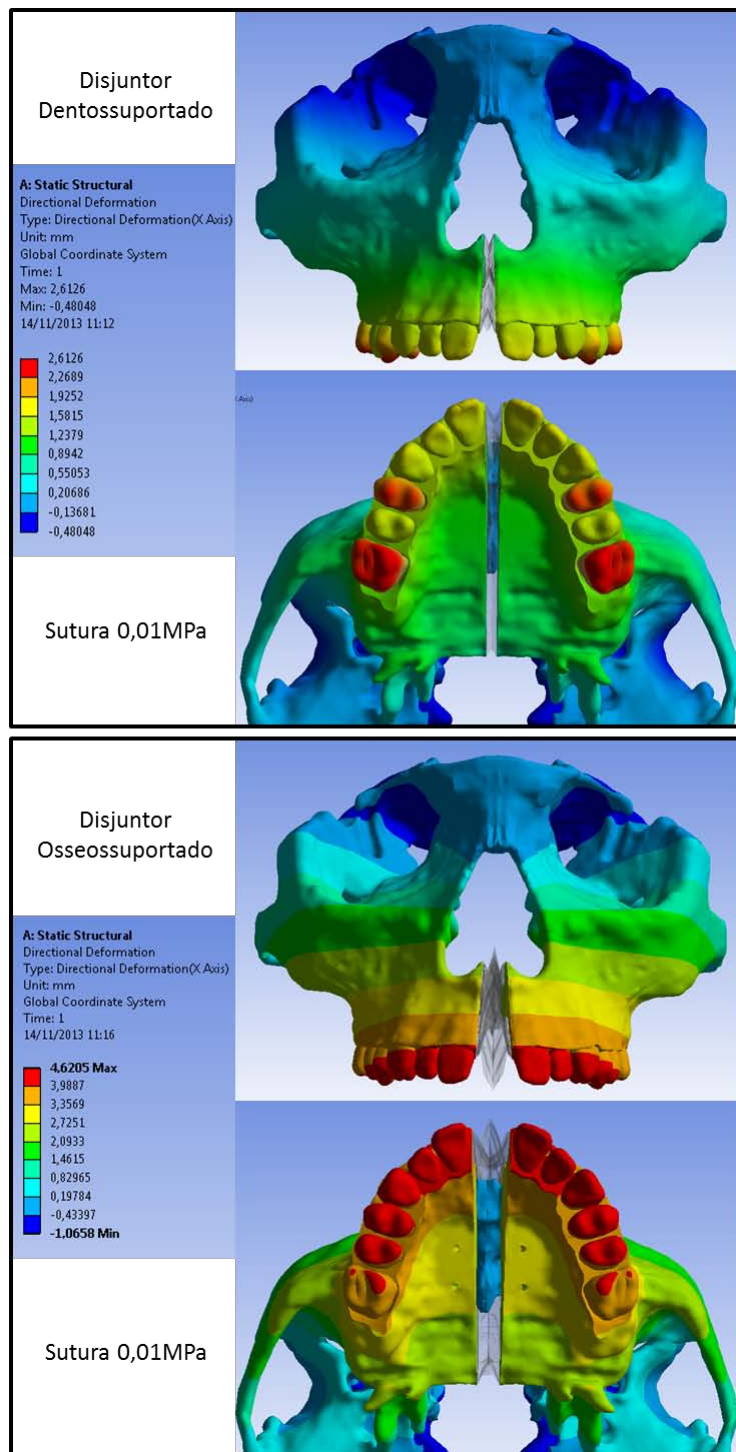 Disjuntor
Dentossuportado
A: Static Structural
Directional Deformation
Type: Directional Deformation(X Axis)
Unit: mm
Global Coordinate System
Time: 1
Max: 2,6126
Min: -0,48048
14/11/2013 11:12
2,6126
2,2689
1,9252
1,5815
1,2379
0,8942
0,55053
0,20686
-0,13681
-0,48048
Axis)
Sutura 0,01MPa
Disjuntor
Osseossuportado
A: Static Structural
Directional Deformation
Type: Directional Deformation(X Axis)
Unit: mm
Global Coordinate System
Time: 1
14/11/2013 11:16
4,6205 Max
3,9887
3,3569
2,7251
2,0933
1,4615
0,82965
0,19784
-0,43397
-1,0658 Min
Sutura 0,01MPa